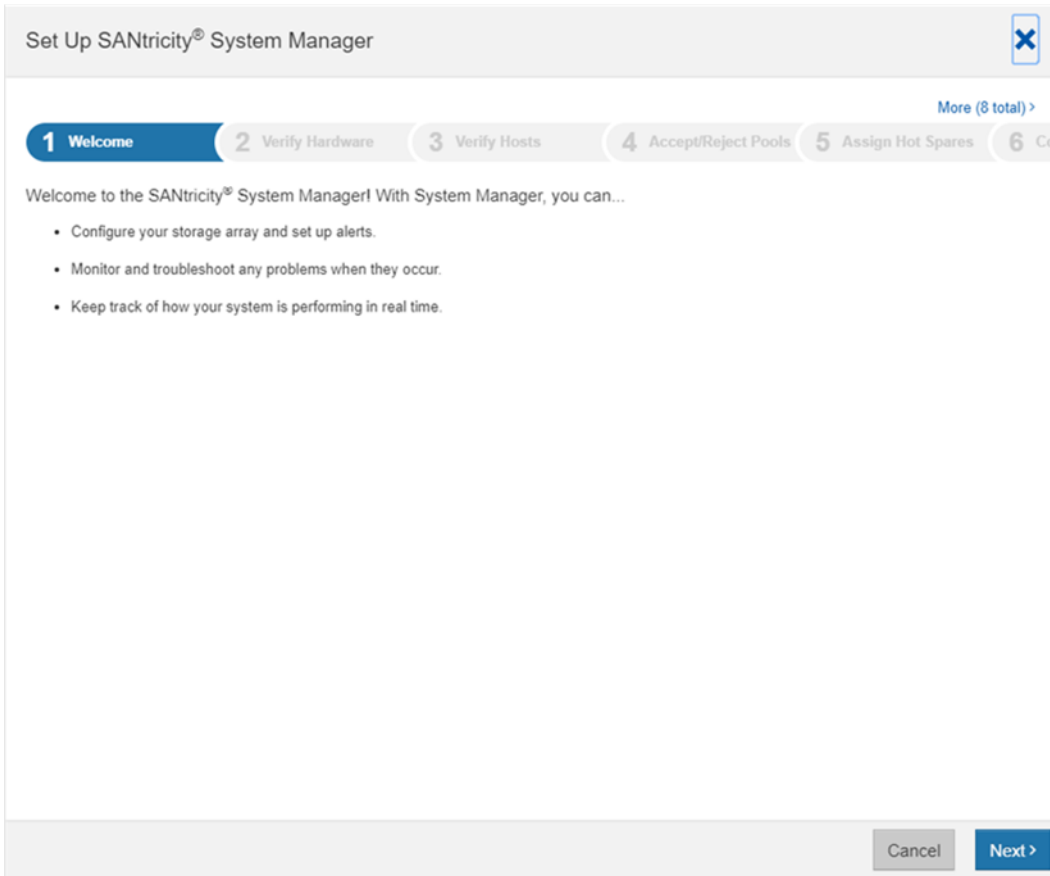 Set Up SANtricity® System Manager
More (8 total) >
1 Welcome 2 Verify Hardware 3 Verify Hosts 4 Accept/Reject Pools 5 Assign Hot Spares 6
Welcome to the SANtricity® System Manager! With System Manager, you can...
• Configure your storage array and set up alerts.
• Monitor and troubleshoot any problems when they occur.
• Keep track of how your system is performing in real time.
Cancel Next >